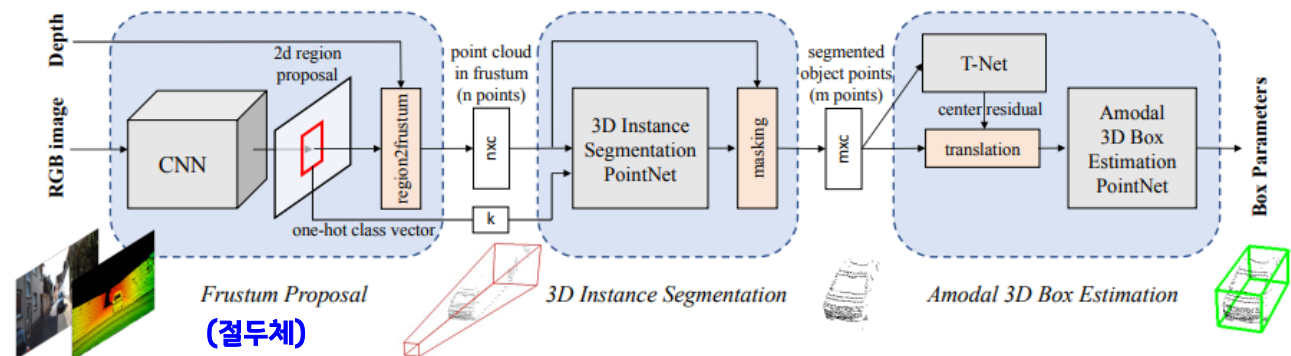 Depth
RGB image
CNN
2d region
proposal
region2frustum
one-hot class vector
point cloud
in frustum
(n points)
nxc
k
3D Instance
Segmentation
PointNet
masking
segmented
object points
(m points)
mxc
T-Net
center residual
translation
Amodal
3D Box
Estimation
PointNet
Box Parameters
Frustum Proposal
(절두체)
3D Instance Segmentation
Amodal 3D Box Estimation